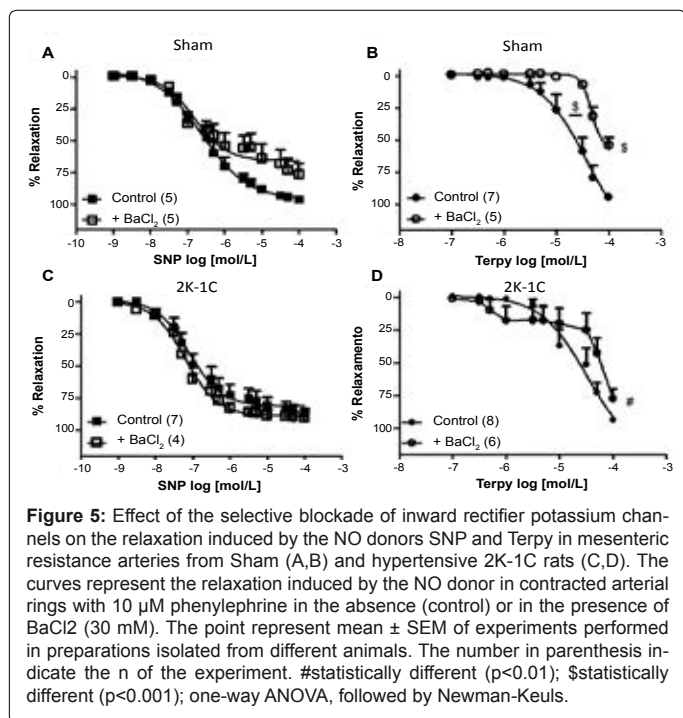 Sham
Sham
A
B
0
25
50
75
100
% Relaxation
Control (5)
+ BaCl2 (5)
-10 -9 -8 -7 -6 -5 -4 -3
SNP log [mol/L]
0
25
50
75
100
% Relaxation
$
$
Control (7)
+ BaCl2 (5)
-8 -7 -6 -5 -4 -3
Terpy log [mol/L]
2K-1C
2K-1C
C
D
0
25
50
75
100
% Relaxation
Control (7)
+ BaCl2 (4)
-10 -9 -8 -7 -6 -5 -4 -3
SNP log [mol/L]
0
25
50
75
100
% Relaxamento
#
Control (8)
+ BaCl2 (6)
-8 -7 -6 -5 -4 -3
Terpy log [mol/L]
Figure 5: Effect of the selective blockade of inward rectifier potassium chan-
nels on the relaxation induced by the NO donors SNP and Terpy in mesenteric
resistance arteries from Sham (A,B) and hypertensive 2K-1C rats (C,D). The
curves represent the relaxation induced by the NO donor in contracted arterial
rings with 10 µM phenylephrine in the absence (control) or in the presence of
BaCl2 (30 mM). The point represent mean ± SEM of experiments performed
in preparations isolated from different animals. The number in parenthesis in-
dicate the n of the experiment. #statistically different (p<0.01); $statistically
different (p<0.001); one-way ANOVA, followed by Newman-Keuls.